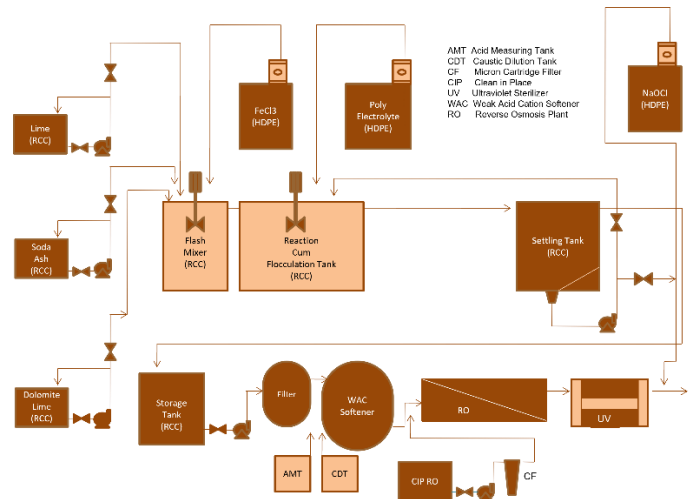 AMT Acid Measuring Tank
CDT Caustic Dilution Tank
CF Micron Cartridge Filter
CIP Clean in Place
UV Ultraviolet Sterilizer
WAC Weak Acid Cation Softener
RO Reverse Osmosis Plant
FeCl3
(HDPE)
Poly
Electrolyte
(HDPE)
NaOCl
(HDPE)
Lime
(RCC)
Soda
Ash
(RCC)
Flash
Mixer
(RCC)
Reaction
Cum
Flocculation Tank
(RCC)
Settling Tank
(RCC)
Dolomite
Lime
(RCC)
Storage
Tank
(RCC)
Filter
WAC
Softener
RO
UV
AMT
CDT
CIP RO
CF